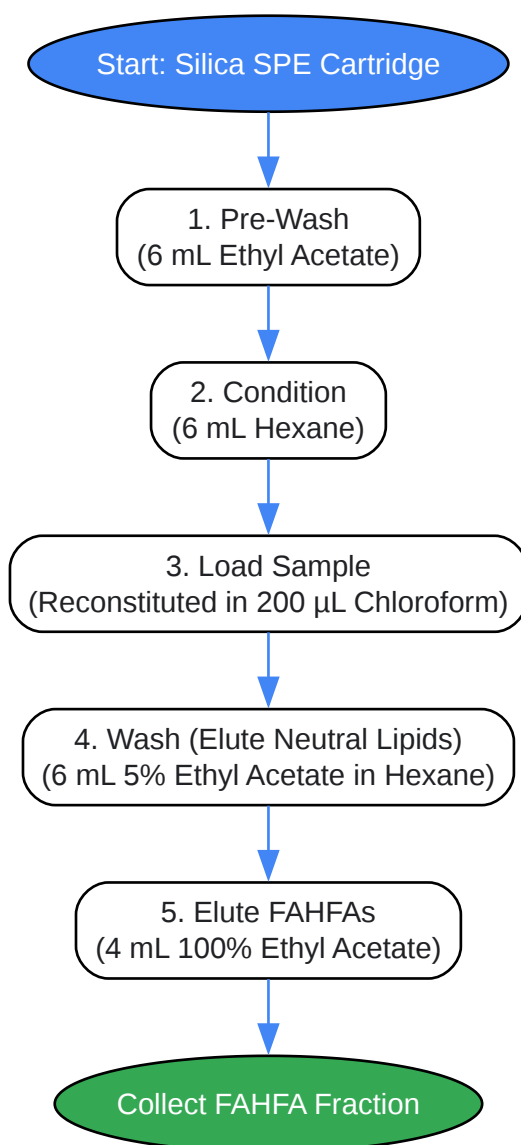 Start: Silica SPE Cartridge
1. Pre-Wash
(6 mL Ethyl Acetate)
2. Condition
(6 mL Hexane)
3. Load Sample
(Reconstituted in 200 µL Chloroform)
4. Wash (Elute Neutral Lipids)
(6 mL 5% Ethyl Acetate in Hexane)
5. Elute FAHFAs
(4 mL 100% Ethyl Acetate)
Collect FAHFA Fraction